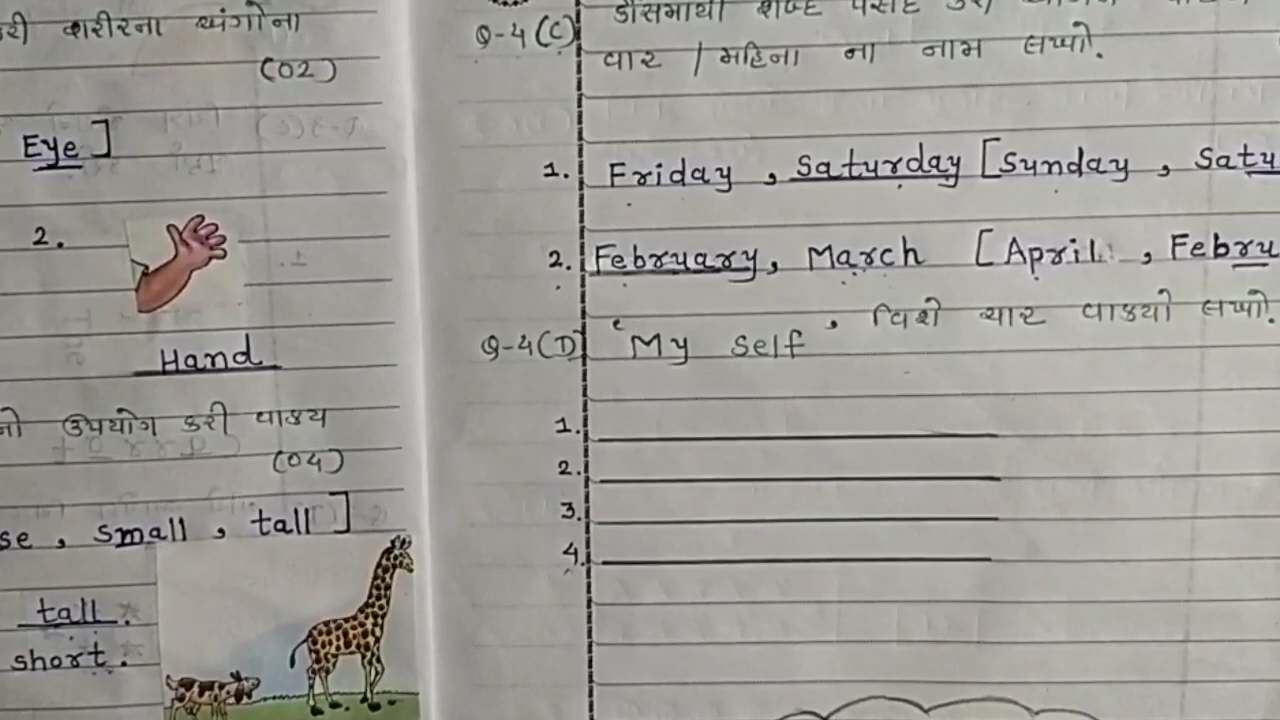 શરીરના અંગોના
(02)
Eye ]
2.
Hand
નો ઉપયોગ કરી વાક્ય
(04)
se , small , tall ]
tall.
short.
Q-4(C)
વાર / મહિના ના નામ લખો.
1. Friday , Saturday [Sunday , Satu
2. February, March [April , Febru
Q-4(D) ‘My Self’ વિશે ચાર વાક્યો લખો.
1.
2.
3.
4.